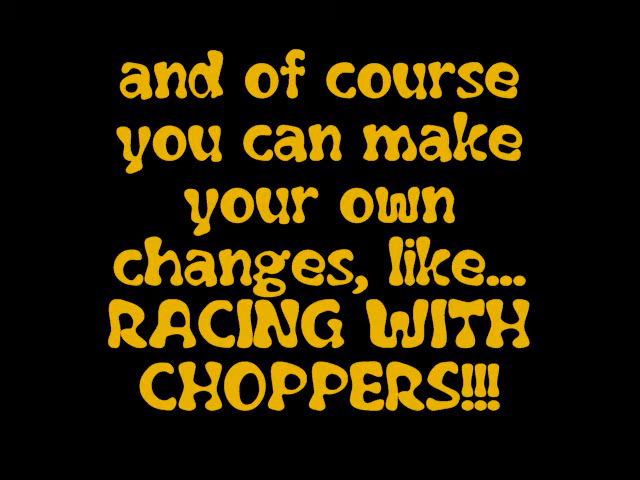 and of course
you can make
your own
changes, like...
RACING WITH
CHOPPERS!!!